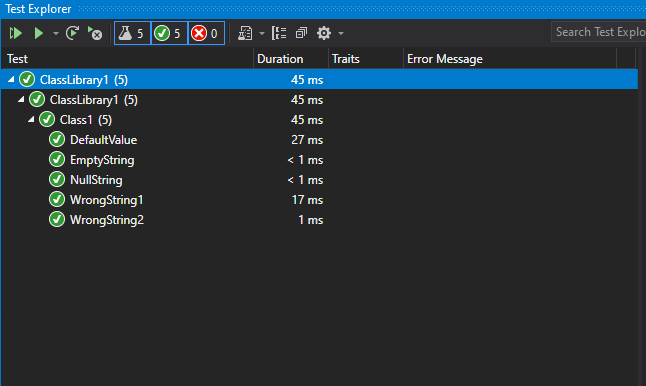 Test Explorer
5 5 0 Search Test Explo
Test Duration Traits Error Message
ClassLibrary1 (5) 45 ms
ClassLibrary1 (5) 45 ms
Class1 (5) 45 ms
DefaultValue 27 ms
EmptyString < 1 ms
NullString < 1 ms
WrongString1 17 ms
WrongString2 1 ms